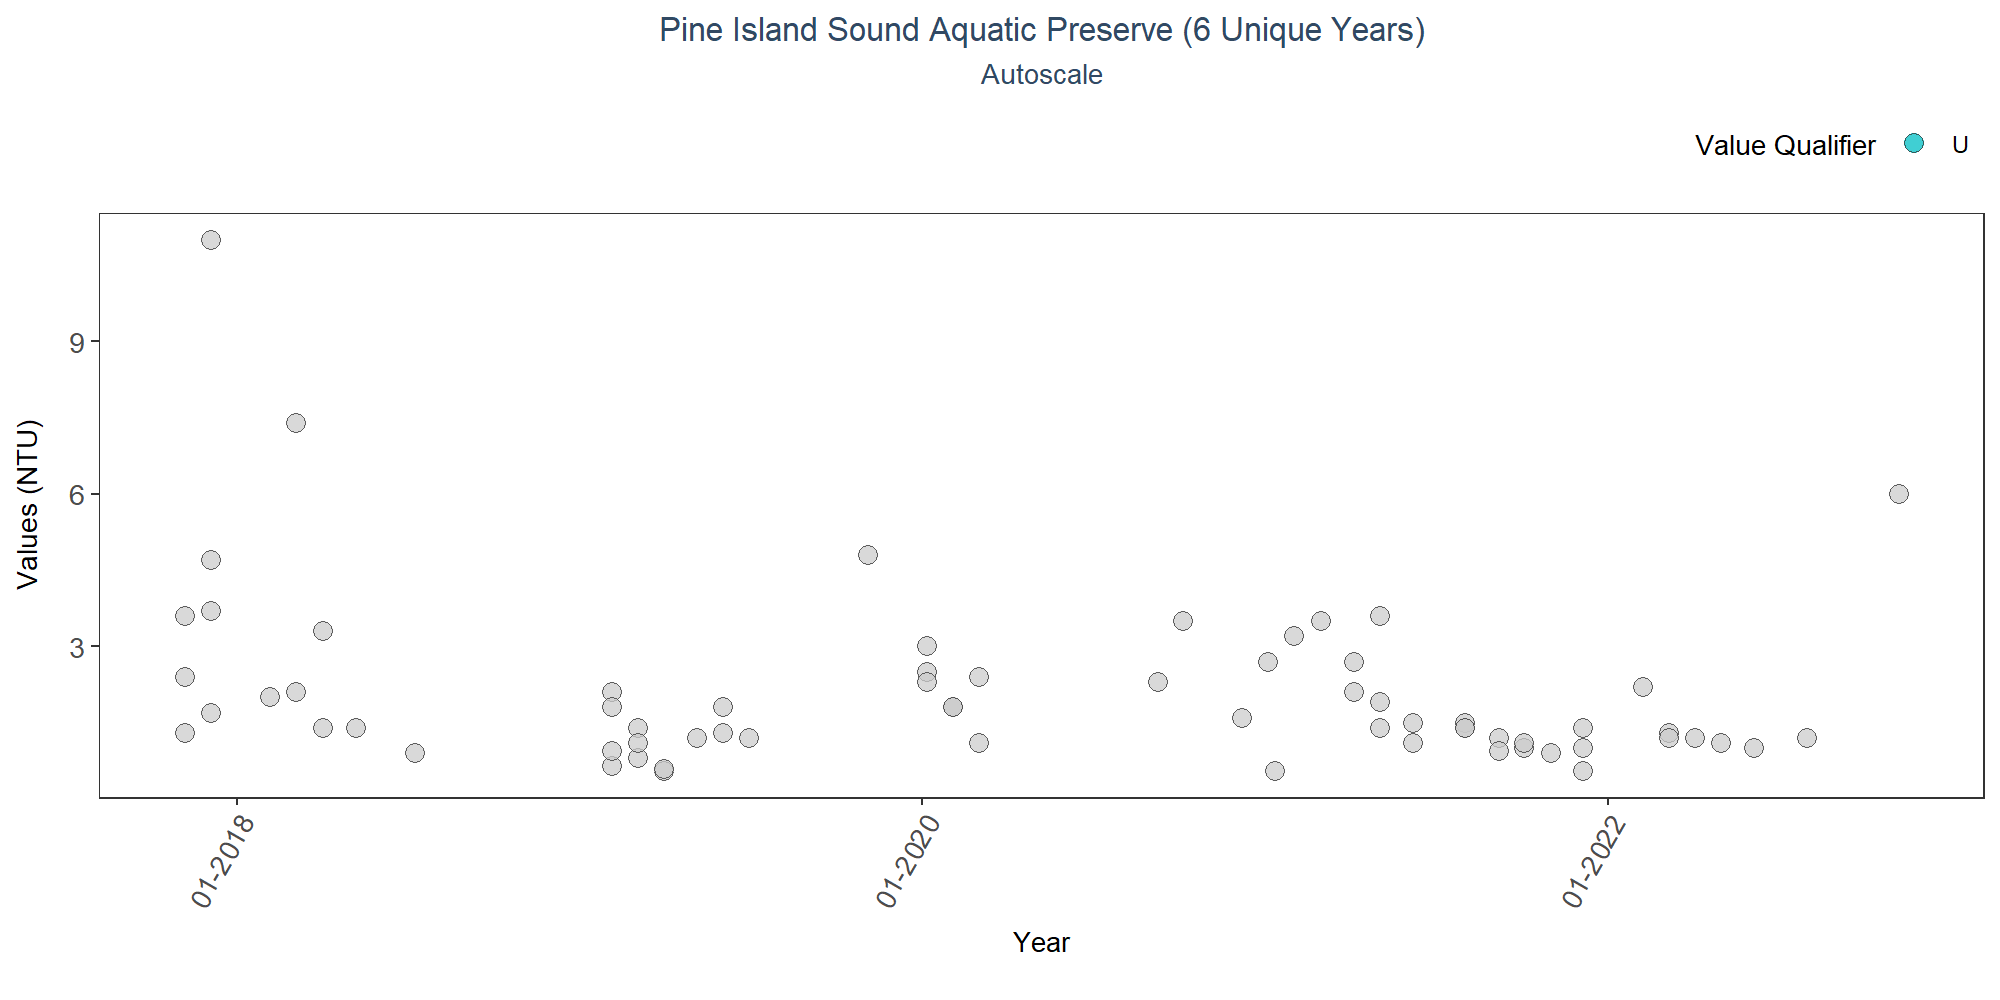 Pine Island Sound Aquatic Preserve (6 Unique Years)
Autoscale
Value Qualifier U
Values (NTU)
9
6
3
01-2018
01-2020
01-2022
Year